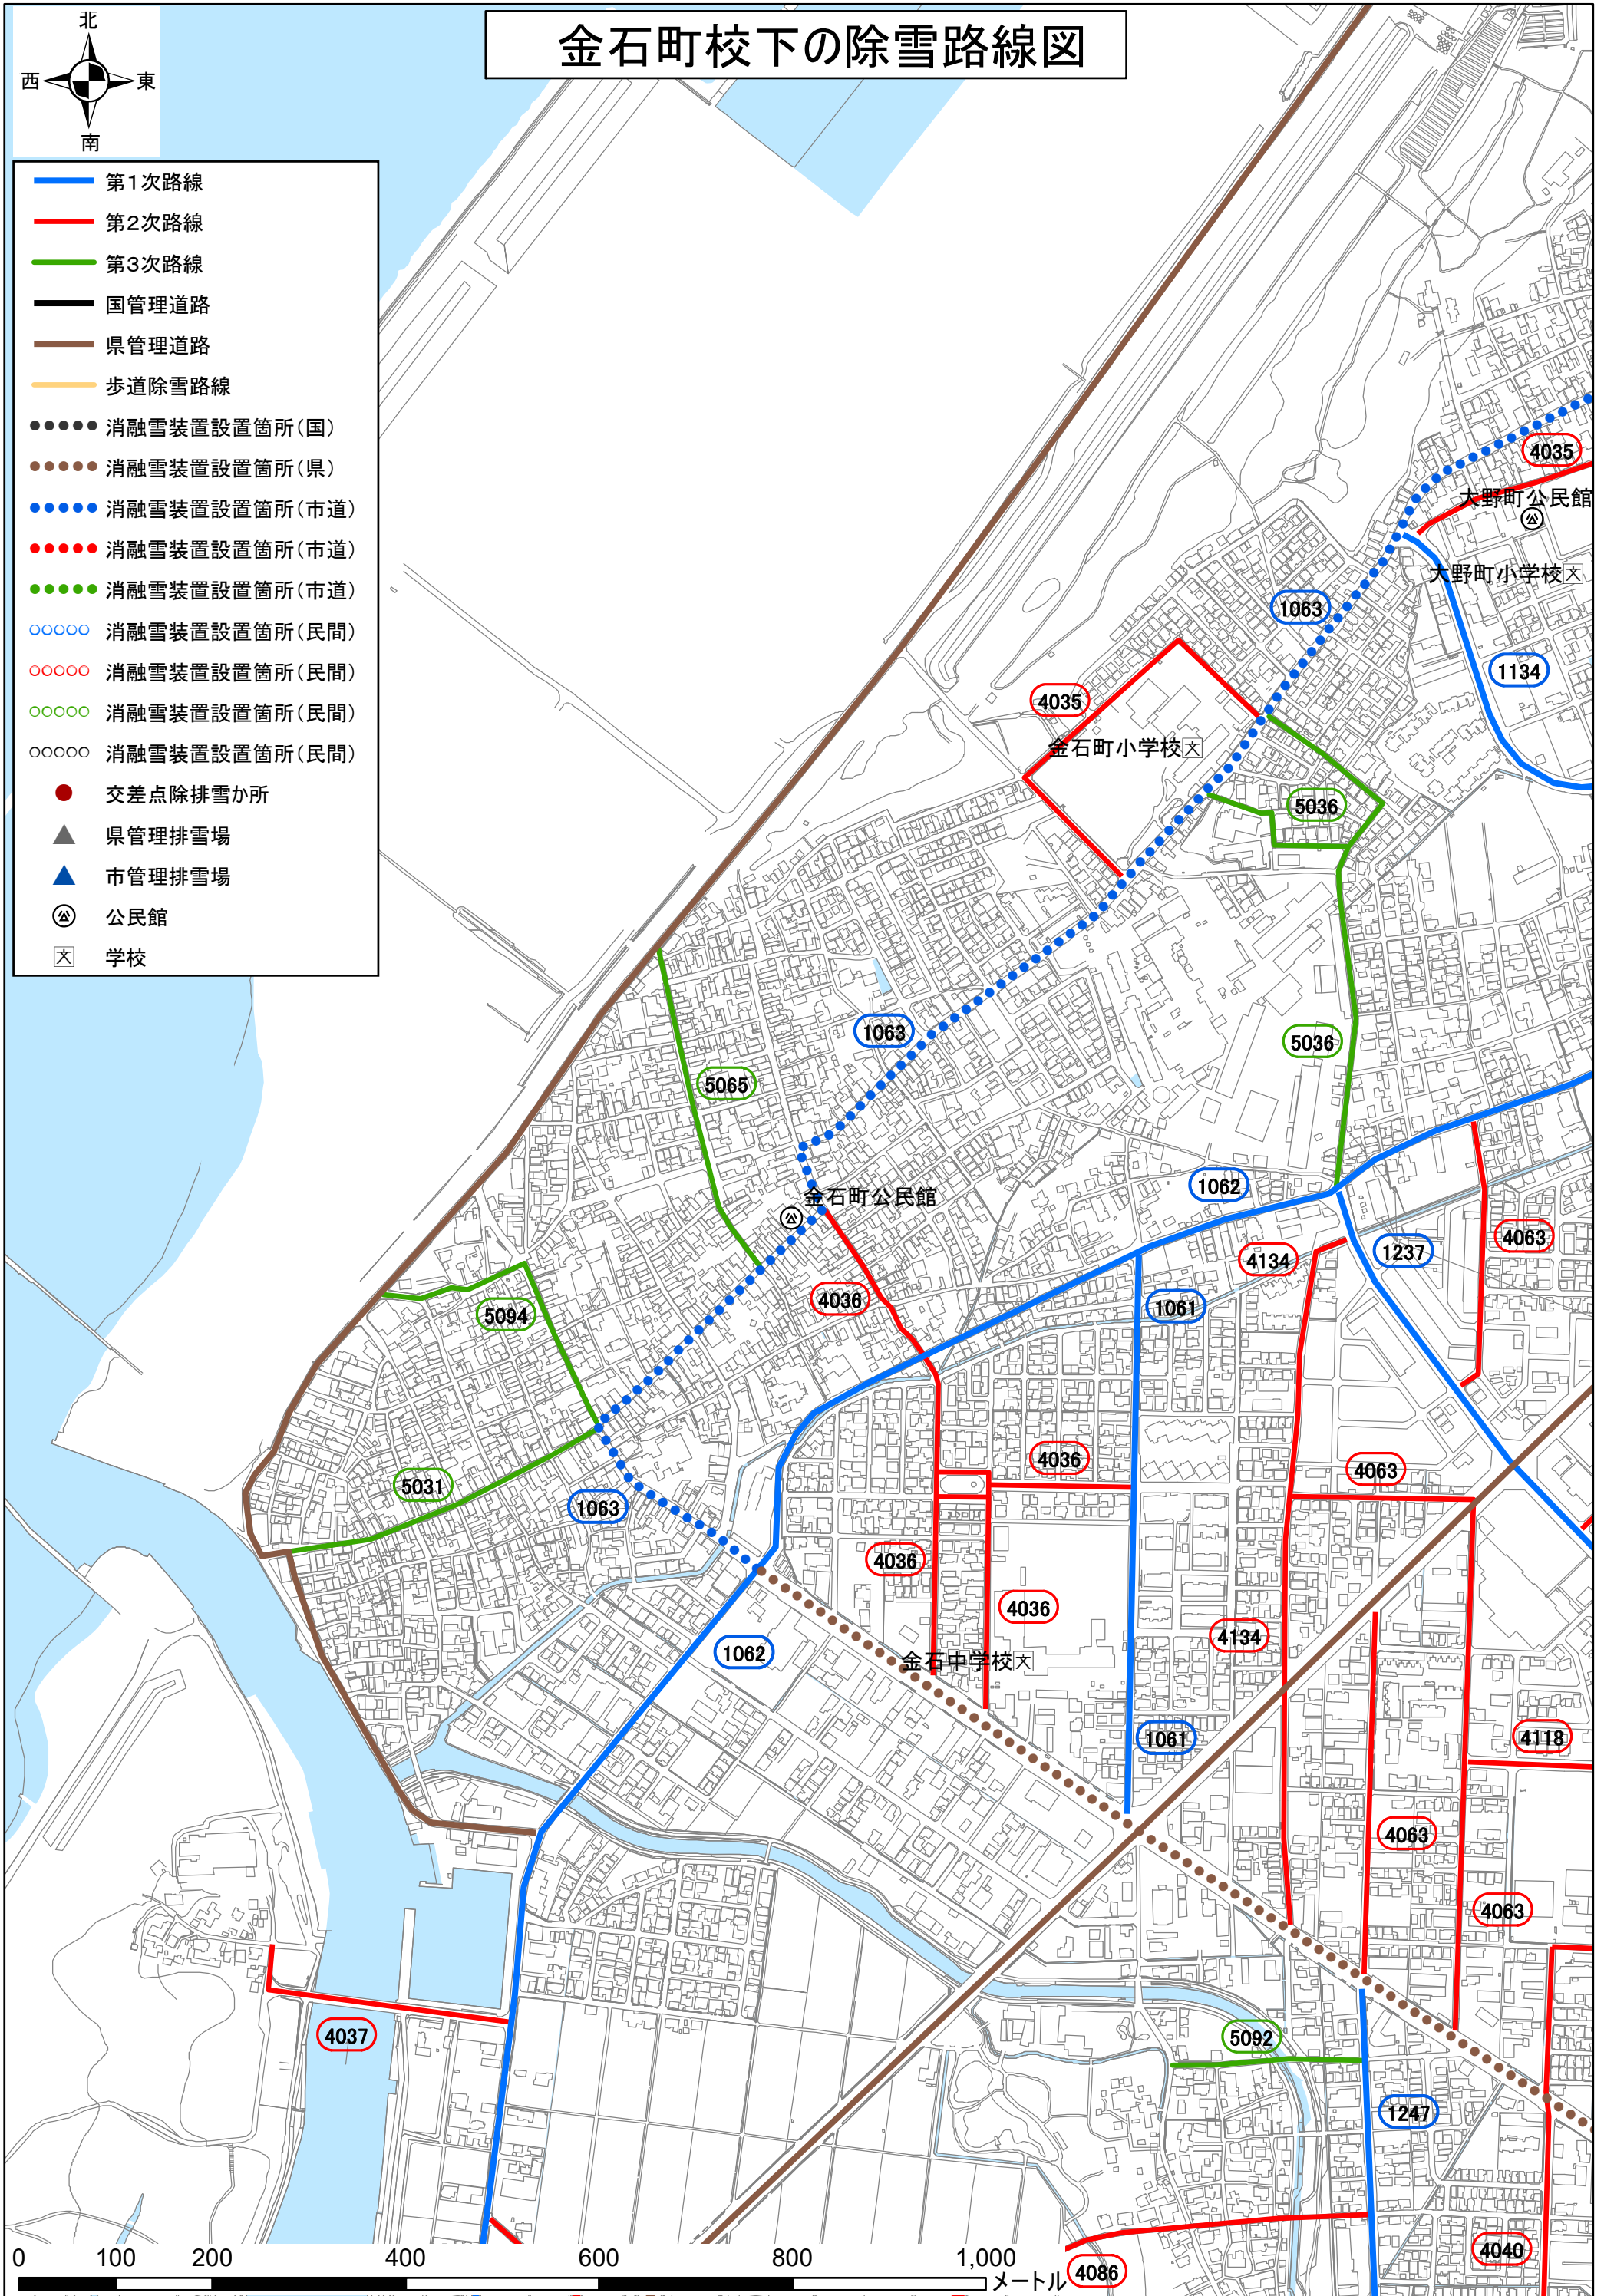 金石町校下の除雪路線図
北
西
東
南
第1次路線
第2次路線
第3次路線
国管理道路
県管理道路
歩道除雪路線
消融雪装置設置箇所(国)
消融雪装置設置箇所(県)
消融雪装置設置箇所(市道)
消融雪装置設置箇所(市道)
消融雪装置設置箇所(市道)
消融雪装置設置箇所(民間)
消融雪装置設置箇所(民間)
消融雪装置設置箇所(民間)
消融雪装置設置箇所(民間)
交差点除排雪か所
県管理排雪場
市管理排雪場
公 公民館
文 学校
4035
大野町公民館
公
大野町小学校文
1063
1134
4035
金石町小学校文
5036
1063
5036
5065
1062
金石町公民館
公
4063
1237
4134
4036
1061
5094
4036
4063
5031
1063
4036
4036
4134
1062
金石中学校文
1061
4118
4063
4063
4037
5092
1247
4040
4086
0 100 200 400 600 800 1,000
メートル